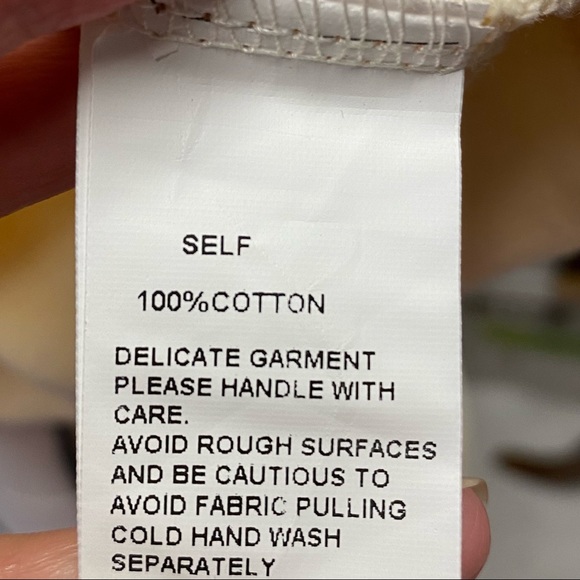 SELF
100%COTTON
DELICATE GARMENT
PLEASE HANDLE WITH
CARE.
AVOID ROUGH SURFACES
AND BE CAUTIOUS TO
AVOID FABRIC PULLING
COLD HAND WASH
SEPARATELY